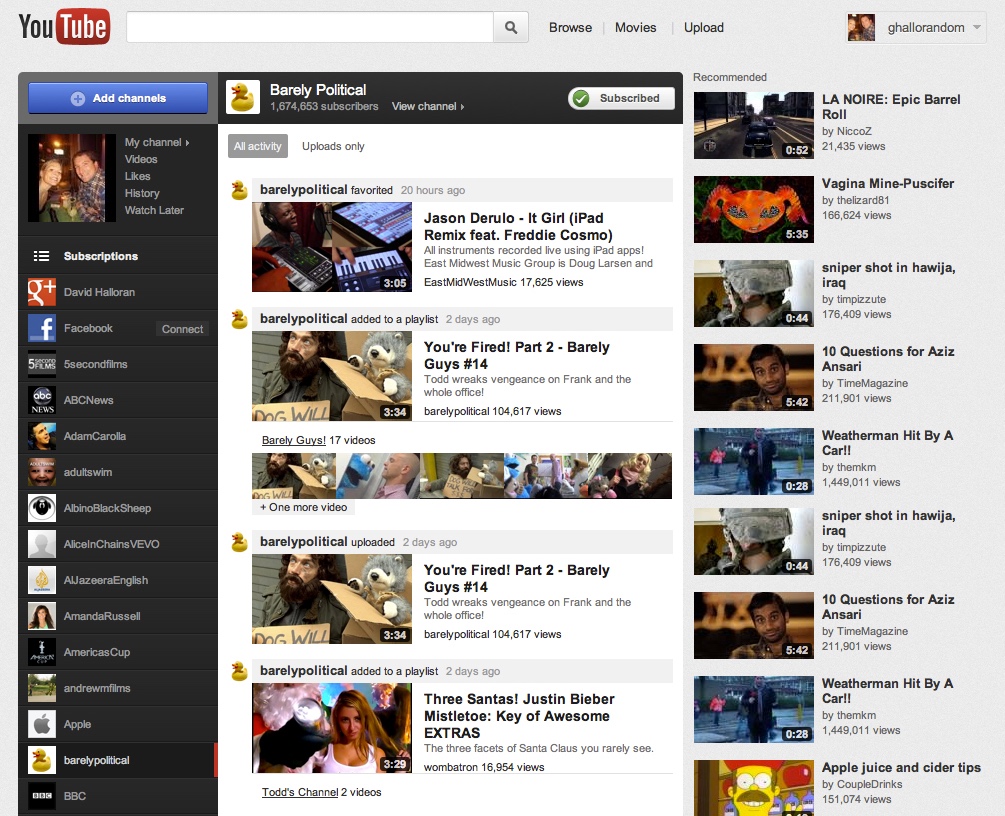 YouTube
Browse
Movies
Upload
ghallorandom
Add channels
My channel
Videos
Likes
History
Watch Later
Subscriptions
g+
David Halloran
f
Facebook
Connect
5SECOND FILMS
5secondfilms
abc NEWS
ABCNews
AdamCarolla
adultswim
AlbinoBlackSheep
AliceInChainsVEVO
AlJazeeraEnglish
AmandaRussell
AmericasCup
andrewmfilms
Apple
barelypolitical
BBC
BBC
Barely Political
1,674,653 subscribers View channel
Subscribed
All activity Uploads only
barelypolitical favorited 20 hours ago
3:05
Jason Derulo - It Girl (iPad
Remix feat. Freddie Cosmo)
All instruments recorded live using iPad apps!
East Midwest Music Group is Doug Larsen and
EastMidWestMusic 17,625 views
barelypolitical added to a playlist 2 days ago
DOG WILL
3:34
You're Fired! Part 2 - Barely
Guys #14
Todd wreaks vengeance on Frank and the
whole office!
barelypolitical 104,617 views
Barely Guys! 17 videos
+ One more video
barelypolitical uploaded 2 days ago
DOG WILL
3:34
You're Fired! Part 2 - Barely
Guys #14
Todd wreaks vengeance on Frank and the
whole office!
barelypolitical 104,617 views
barelypolitical added to a playlist 2 days ago
3:29
Three Santas! Justin Bieber
Mistletoe: Key of Awesome
EXTRAS
The three facets of Santa Claus you rarely see.
wombatron 16,954 views
Todd's Channel 2 videos
Recommended
0:52
LA NOIRE: Epic Barrel
Roll
by NiccoZ
21,435 views
5:35
Vagina Mine-Puscifer
by thelizard81
166,624 views
0:44
sniper shot in hawija,
iraq
by timpizzute
176,409 views
5:42
10 Questions for Aziz
Ansari
by TimeMagazine
211,901 views
0:28
Weatherman Hit By A
Car!!
by themkm
1,449,011 views
0:44
sniper shot in hawija,
iraq
by timpizzute
176,409 views
5:42
10 Questions for Aziz
Ansari
by TimeMagazine
211,901 views
0:28
Weatherman Hit By A
Car!!
by themkm
1,449,011 views
Apple juice and cider tips
by CoupleDrinks
151,074 views